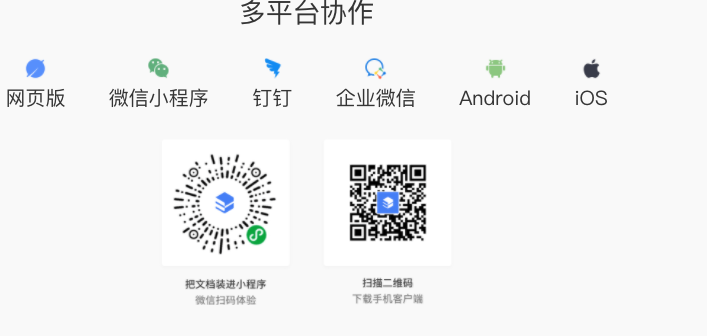 多平台协作
网页版 微信小程序 钉钉 企业微信 Android iOS
把文档装进小程序 扫描二维码
微信扫码体验 下载手机客户端